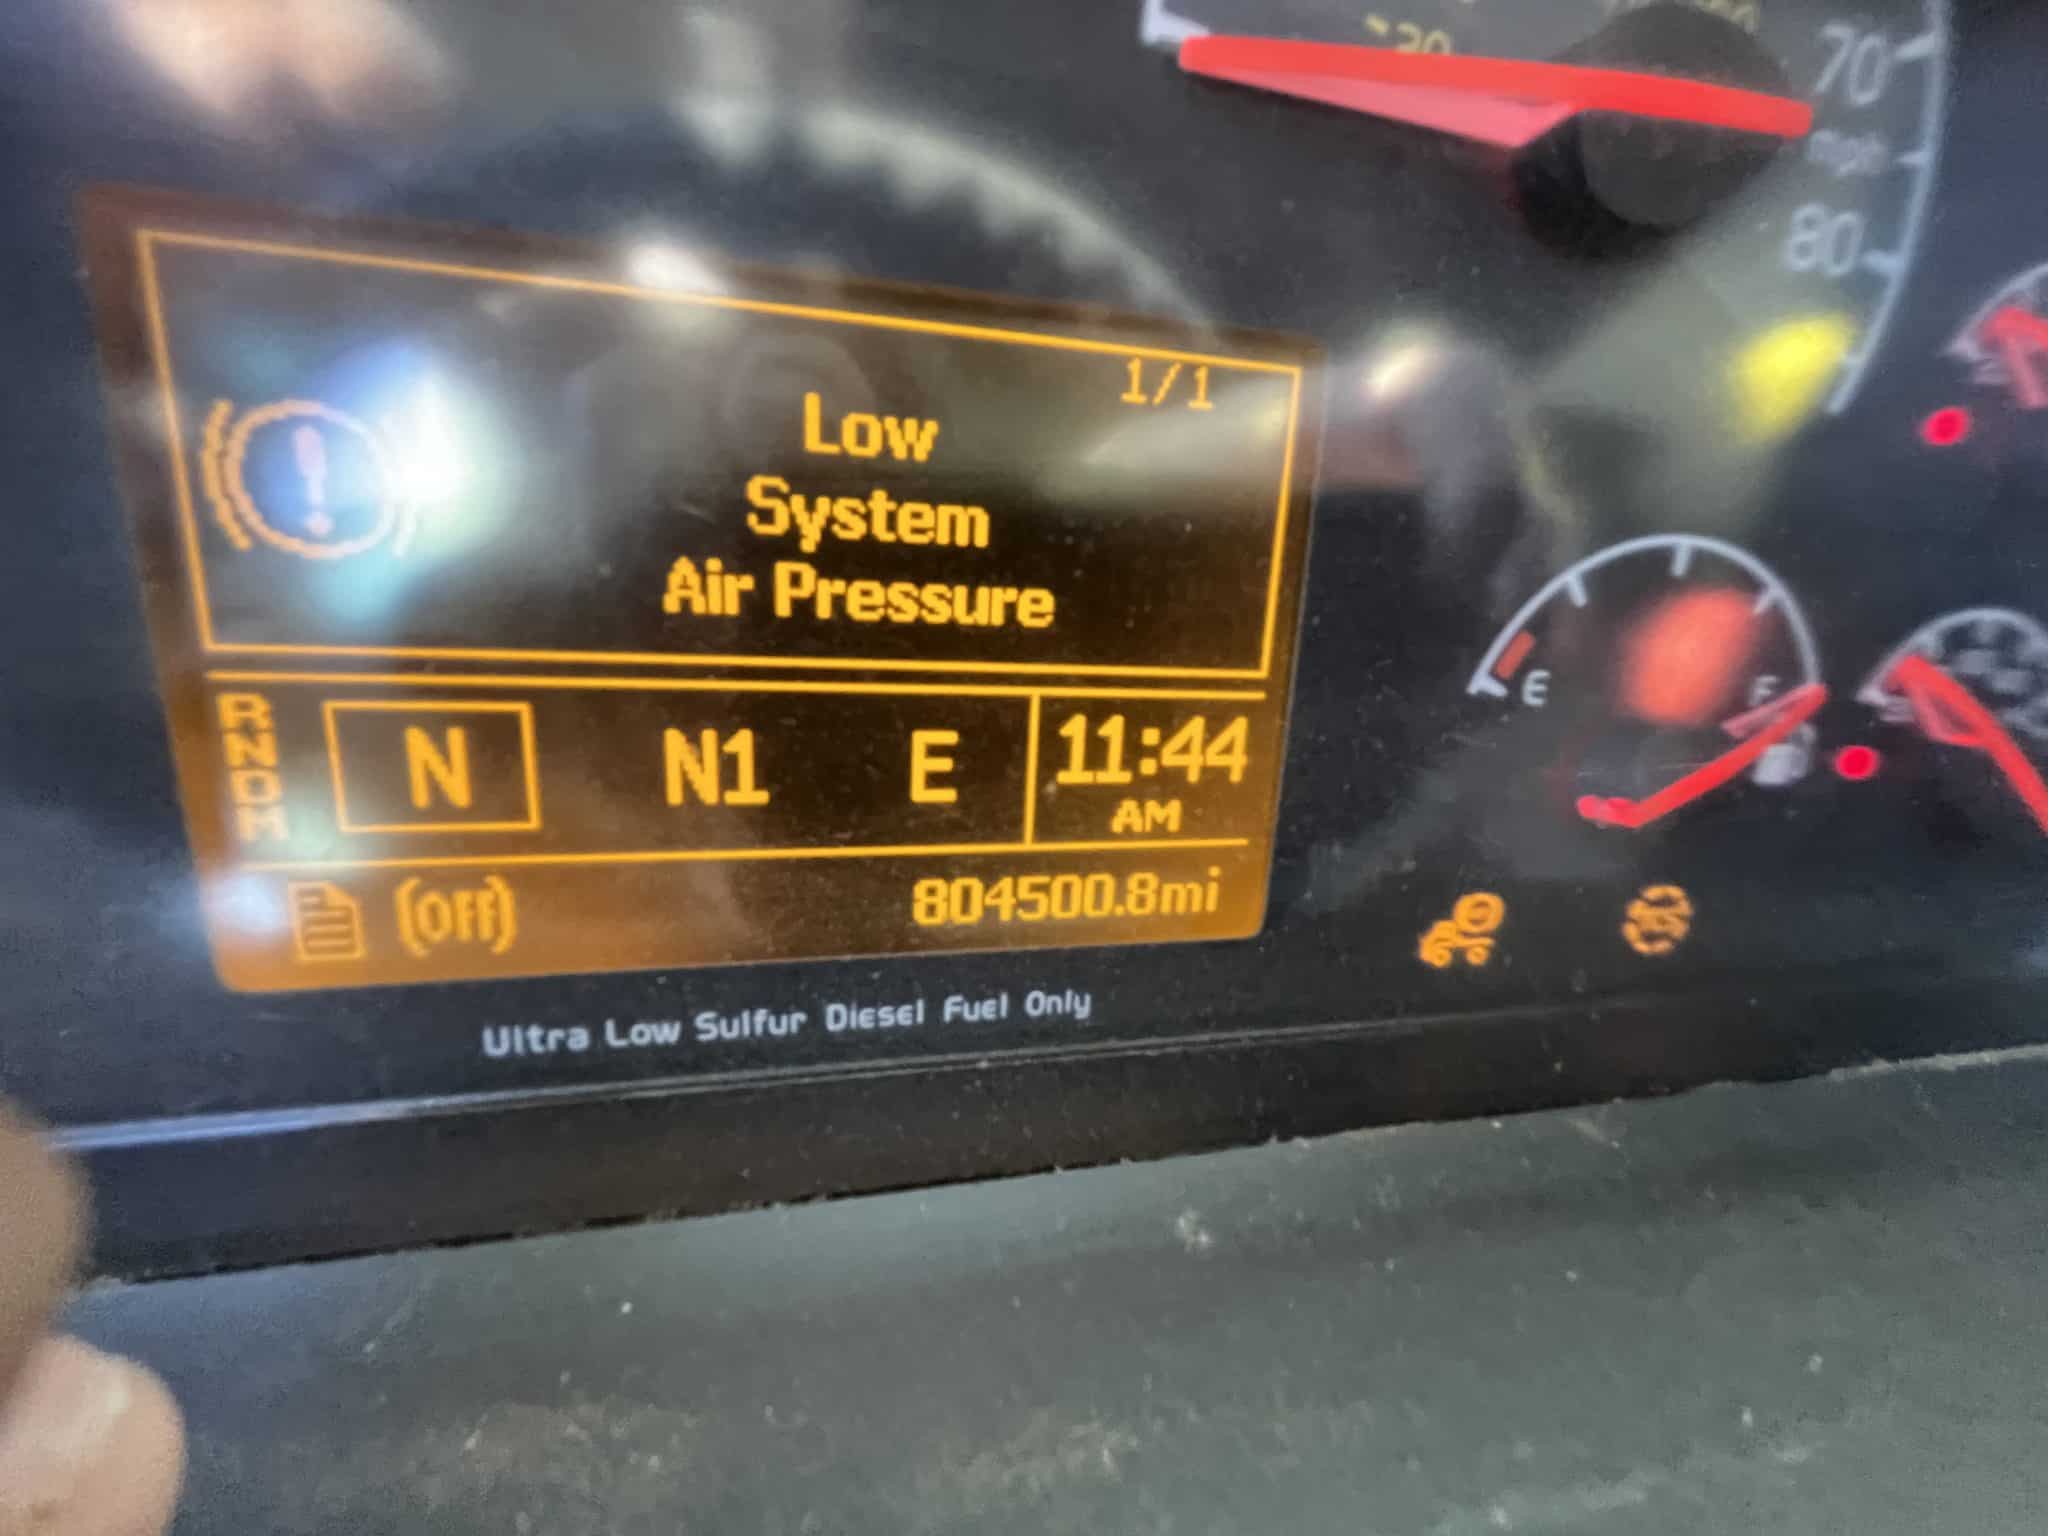 70
mph
80
1/1
Low
System
Air Pressure
E
F
RNDM
N
N1
E
11:44
AM
(Off)
804500.8mi
Ultra Low Sulfur Diesel Fuel Only